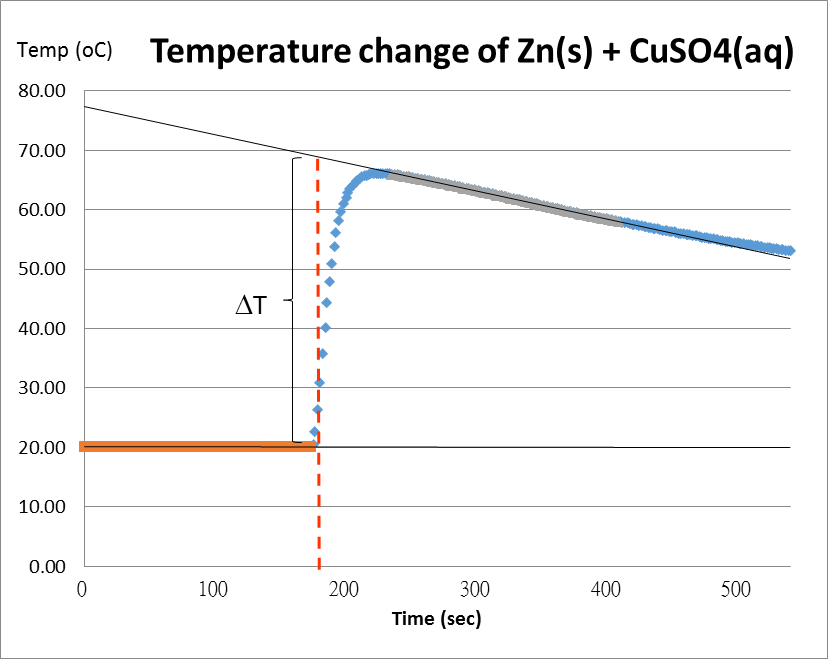 Temp (oC)
Temperature change of Zn(s) + CuSO4(aq)
80.00
70.00
60.00
50.00
40.00
30.00
20.00
10.00
0.00
ΔT
0 100 200 300 400 500
Time (sec)